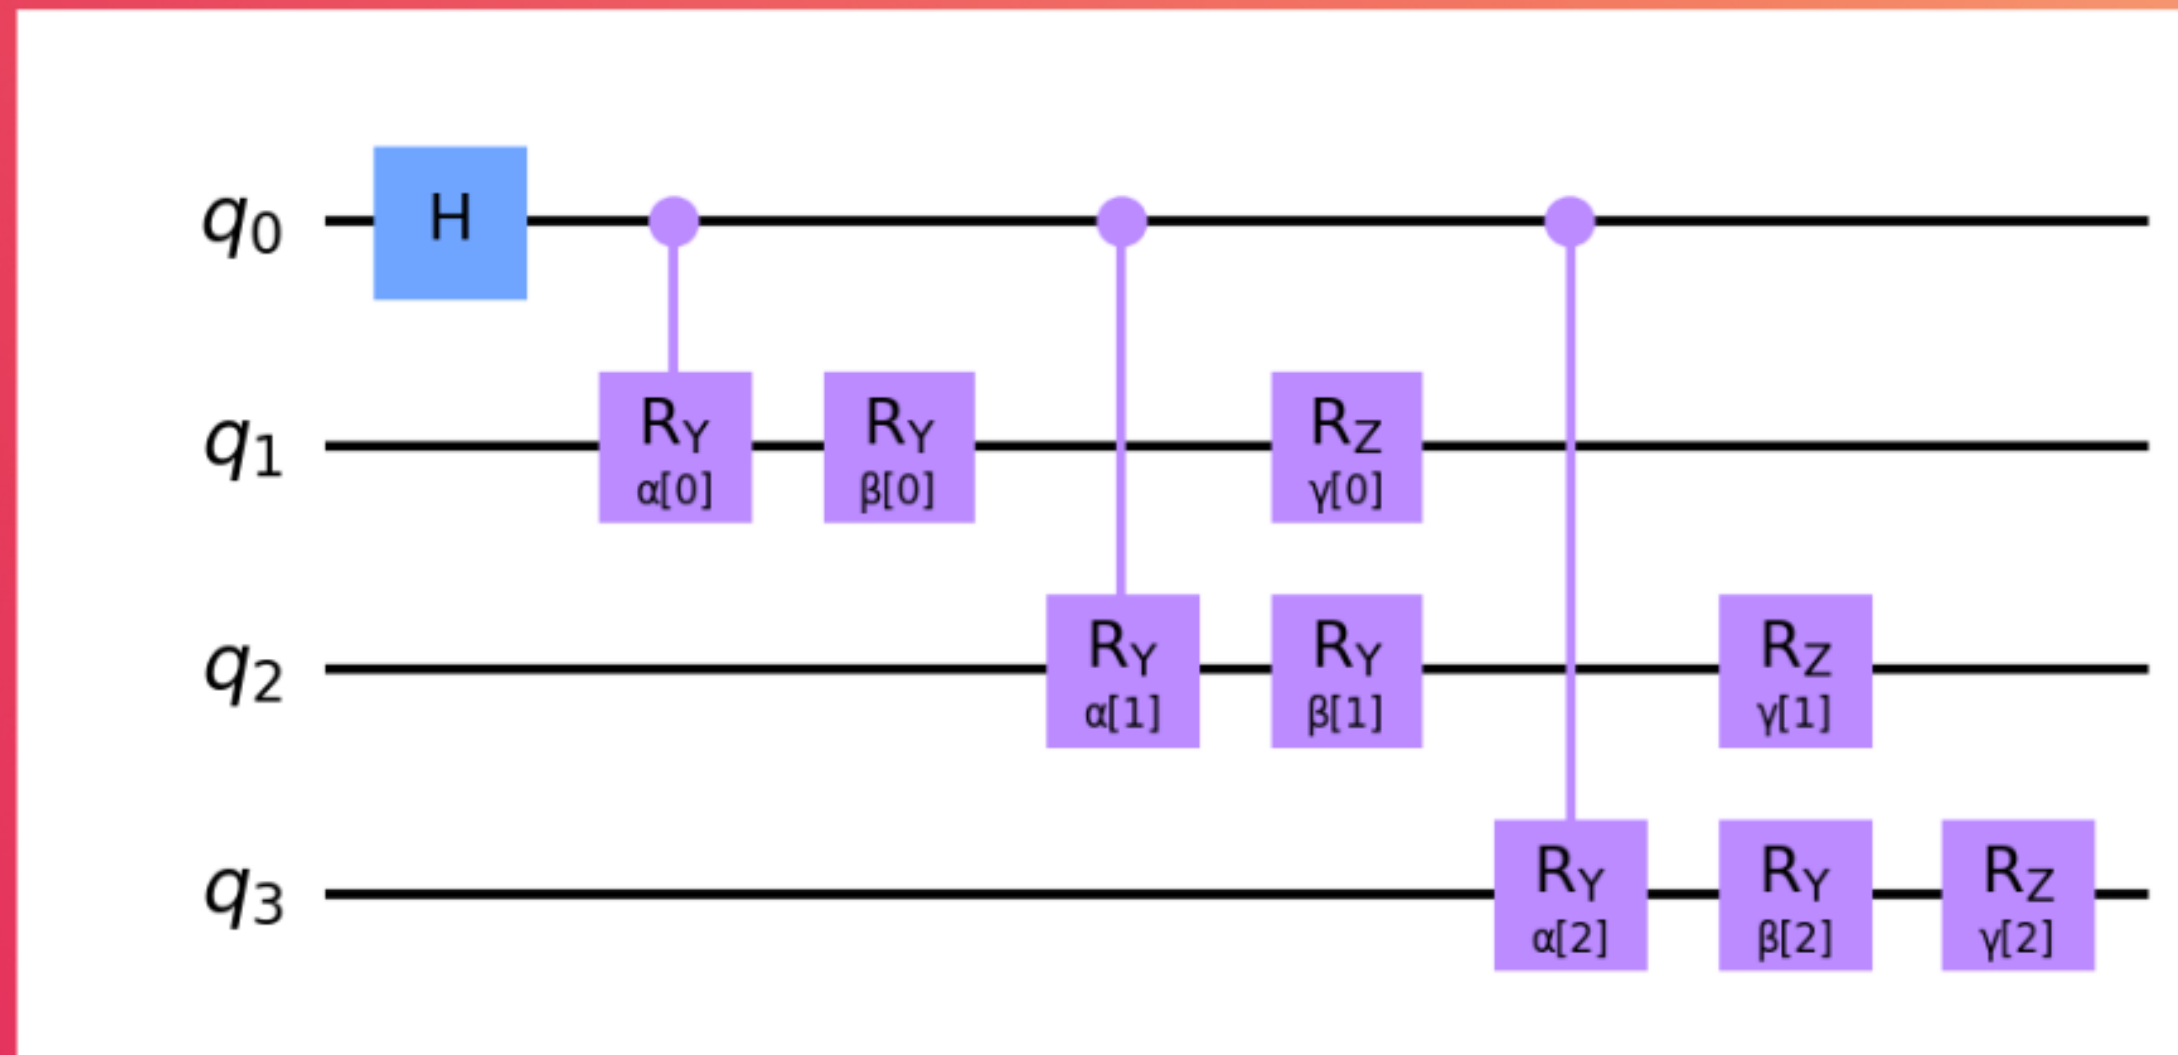 q0 H
q1 RY RY RZ
α[0] β[0] γ[0]
q2 RY RY RZ
α[1] β[1] γ[1]
q3 RY RY RZ
α[2] β[2] γ[2]